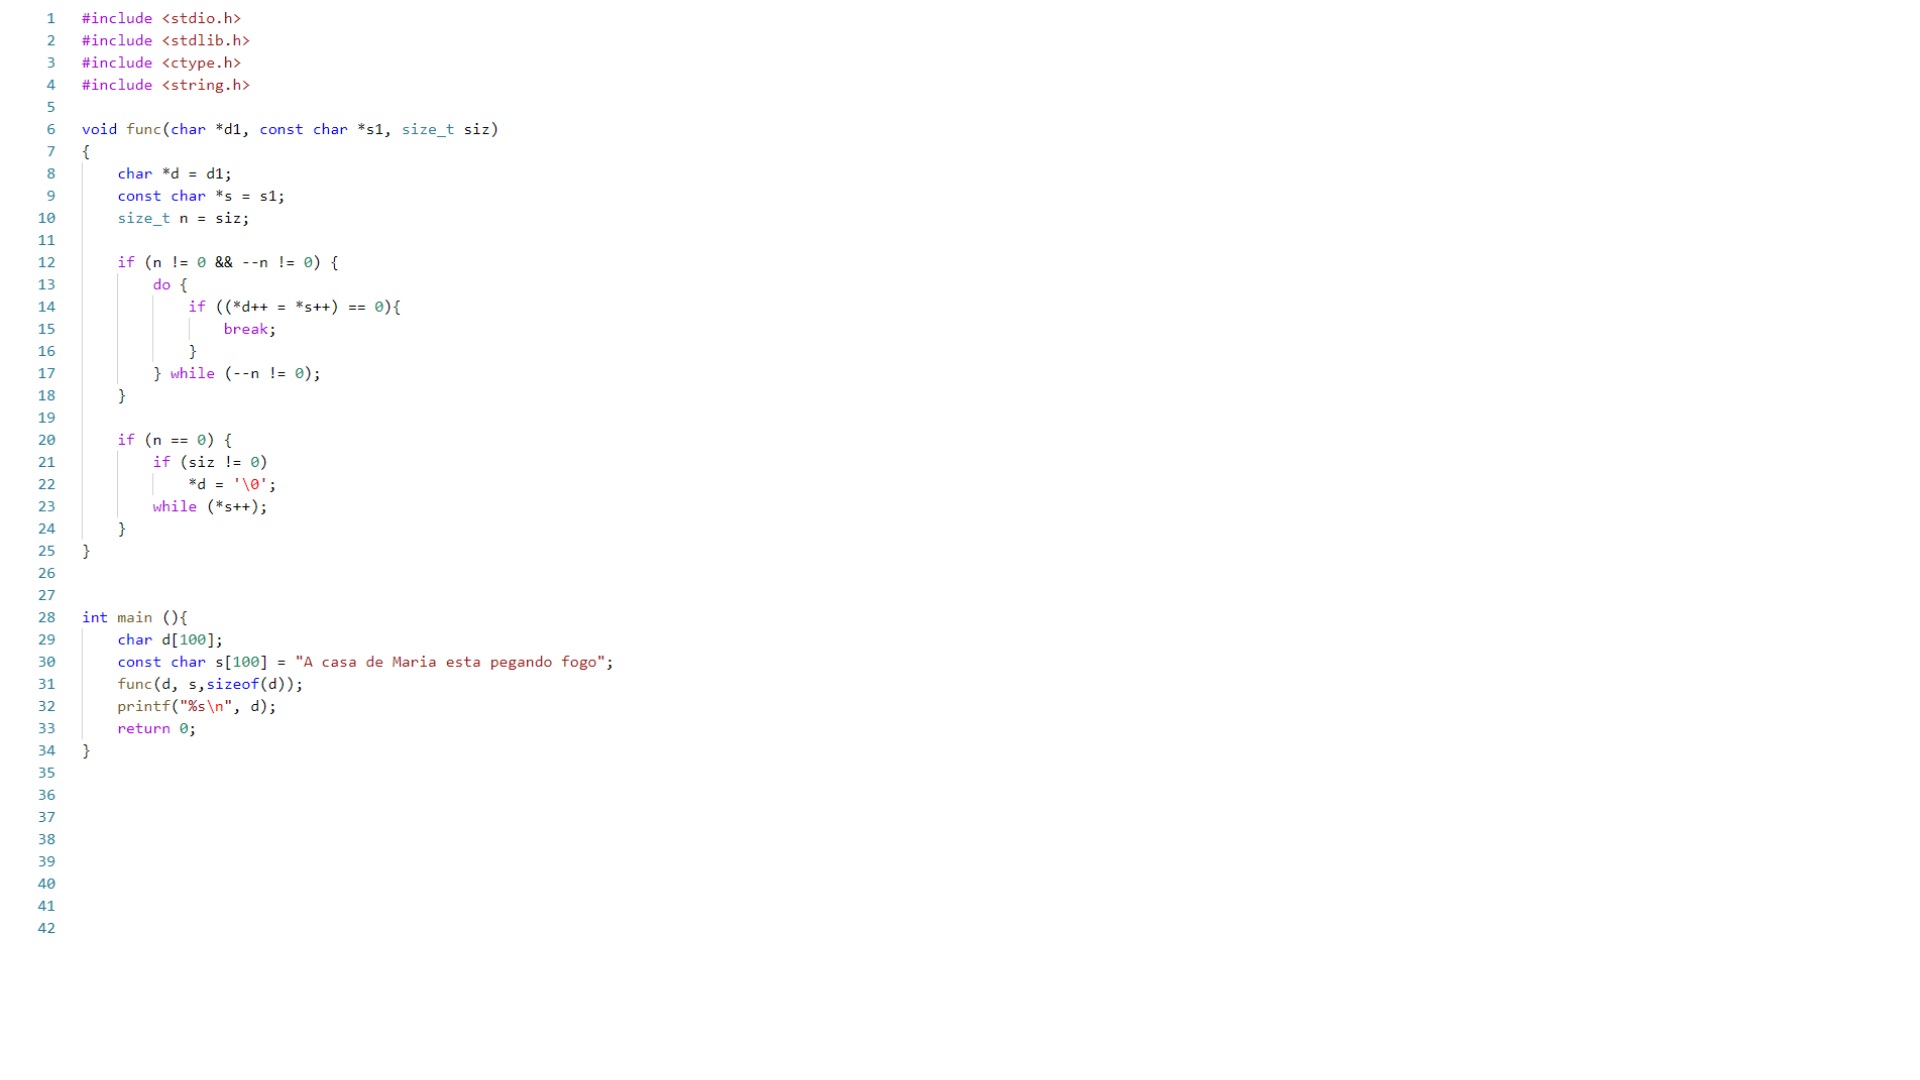 1 #include <stdio.h>
2 #include <stdlib.h>
3 #include <ctype.h>
4 #include <string.h>
5
6 void func(char *d1, const char *s1, size_t siz)
7 {
8     char *d = d1;
9     const char *s = s1;
10     size_t n = siz;
11
12     if (n != 0 && --n != 0) {
13         do {
14             if ((*d++ = *s++) == 0){
15                 break;
16             }
17         } while (--n != 0);
18     }
19
20     if (n == 0) {
21         if (siz != 0)
22             *d = '\0';
23         while (*s++);
24     }
25 }
26
27
28 int main (){
29     char d[100];
30     const char s[100] = "A casa de Maria esta pegando fogo";
31     func(d, s,sizeof(d));
32     printf("%s\n", d);
33     return 0;
34 }
35
36
37
38
39
40
41
42